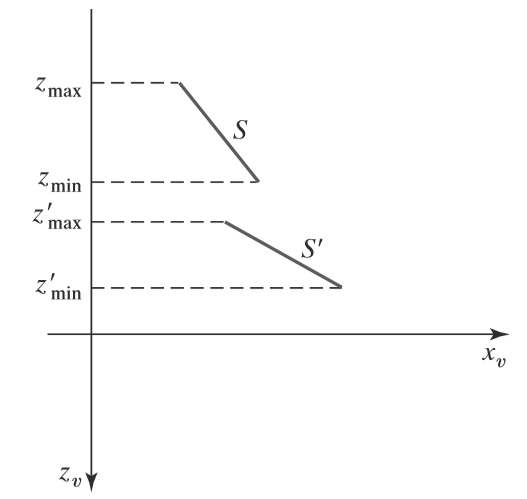 z_max
S
z_min
z'_max
S'
z'_min
x_v
z_v